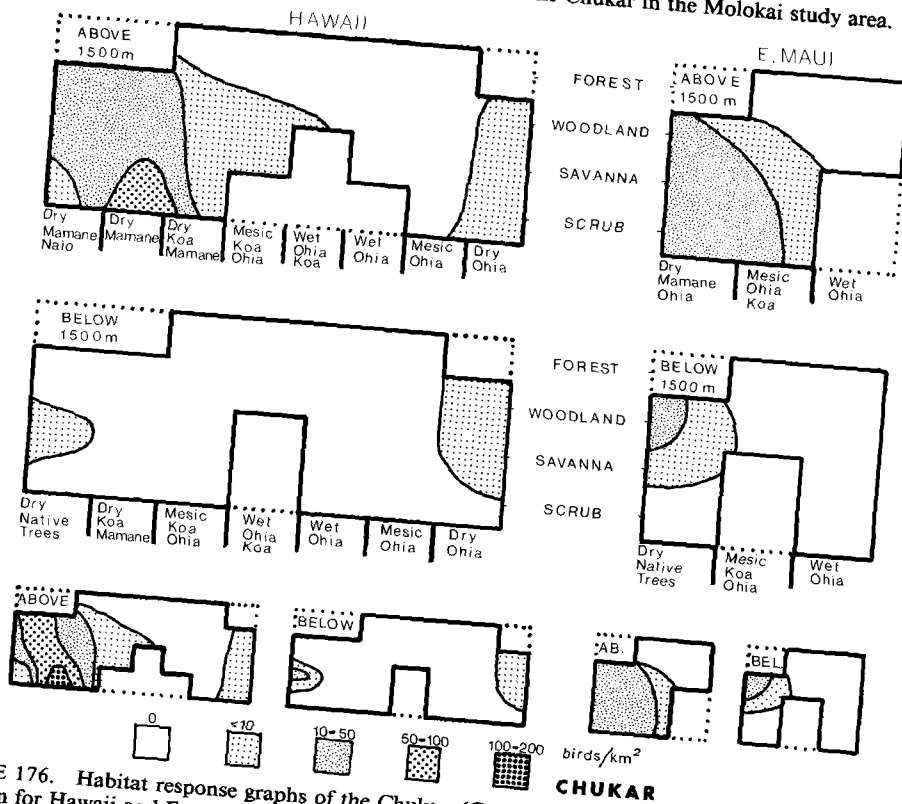 Chukar in the Molokai study area.
HAWAII
E. MAUI
ABOVE
1500m
FOREST
WOODLAND
SAVANNA
SCRUB
ABOVE
1500m
Dry
Mamane
Naio
Dry
Mamane
Dry
Koa
Mamane
Mesic
Koa
Ohia
Wet
Ohia
Koa
Wet
Ohia
Mesic
Ohia
Dry
Ohia
Dry
Mamane
Ohia
Mesic
Ohia
Koa
Wet
Ohia
BELOW
1500m
FOREST
WOODLAND
SAVANNA
SCRUB
BELOW
1500m
Dry
Native
Trees
Dry
Koa
Mamane
Mesic
Koa
Ohia
Wet
Ohia
Koa
Wet
Ohia
Mesic
Ohia
Dry
Ohia
Dry
Native
Trees
Mesic
Koa
Ohia
Wet
Ohia
ABOVE
BELOW
AB.
BEL.
0
<10
10-50
50-100
100-200
birds/km²
CHUKAR
176. Habitat response graphs of the Chukar
for Hawaii and